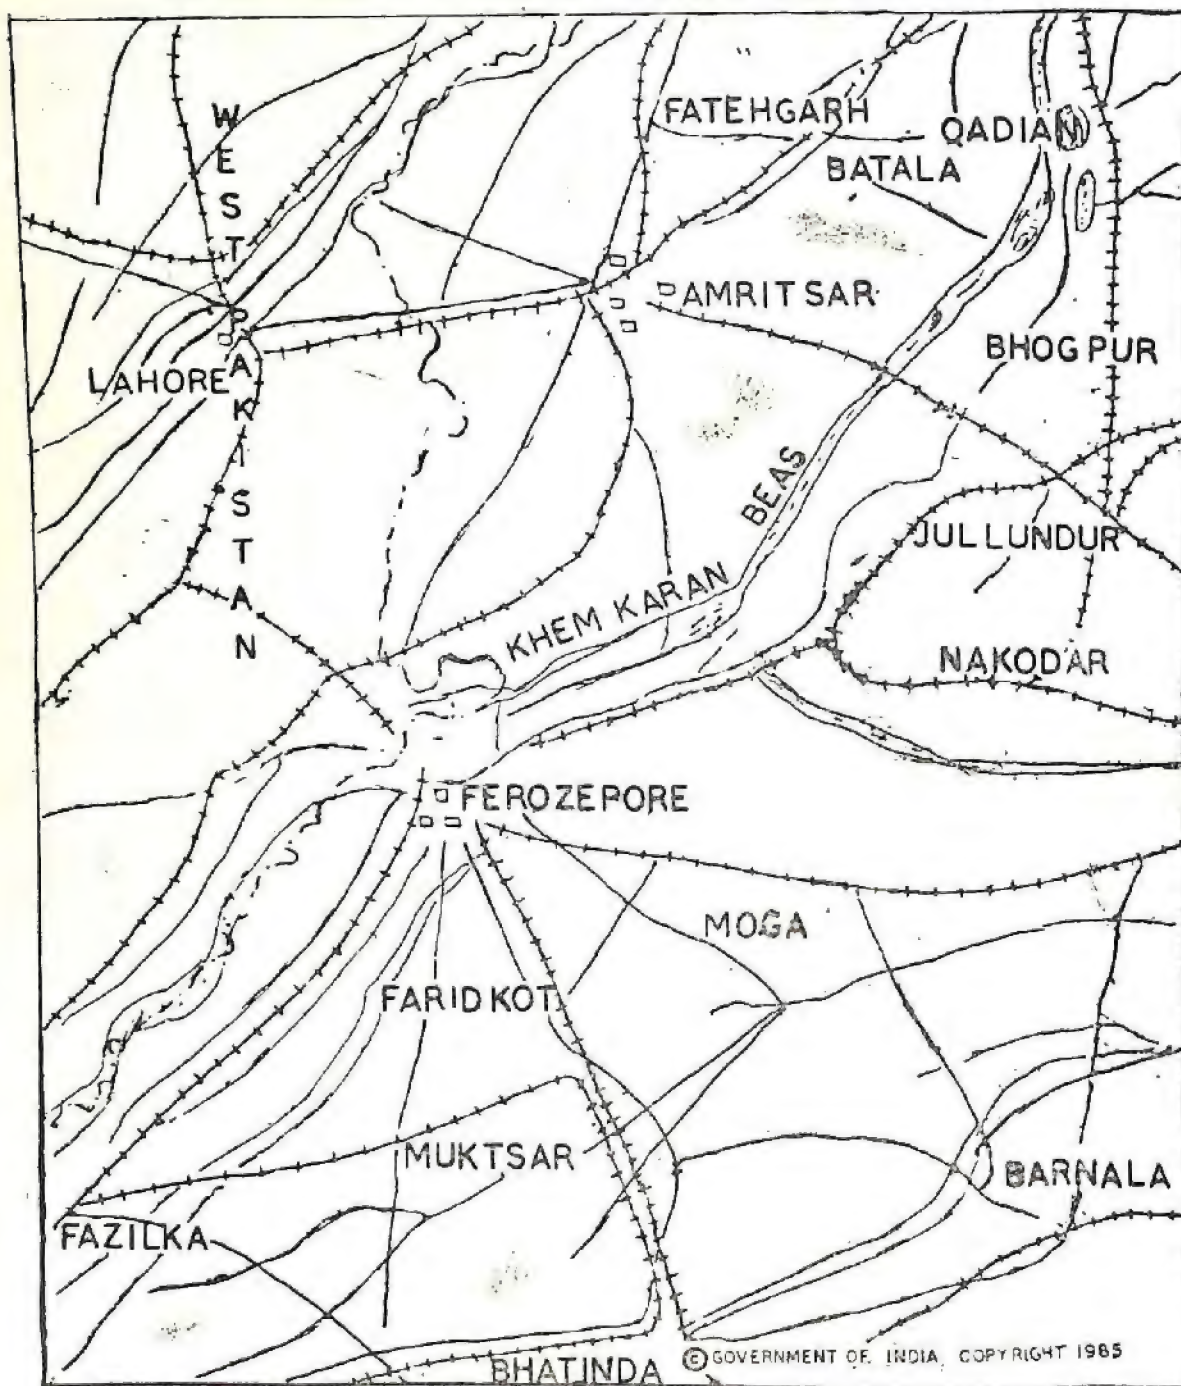 WEST PAKISTAN
FATEHGARH
QADIAN
BATALA
AMRITSAR
BHOGPUR
LAHORE
BEAS
JULLUNDUR
KHEM KARAN
NAKODAR
FEROZEPORE
MOGA
FARIDKOT
MUKTSAR
BARNALA
FAZILKA
BHATINDA
© GOVERNMENT OF INDIA, COPYRIGHT 1985